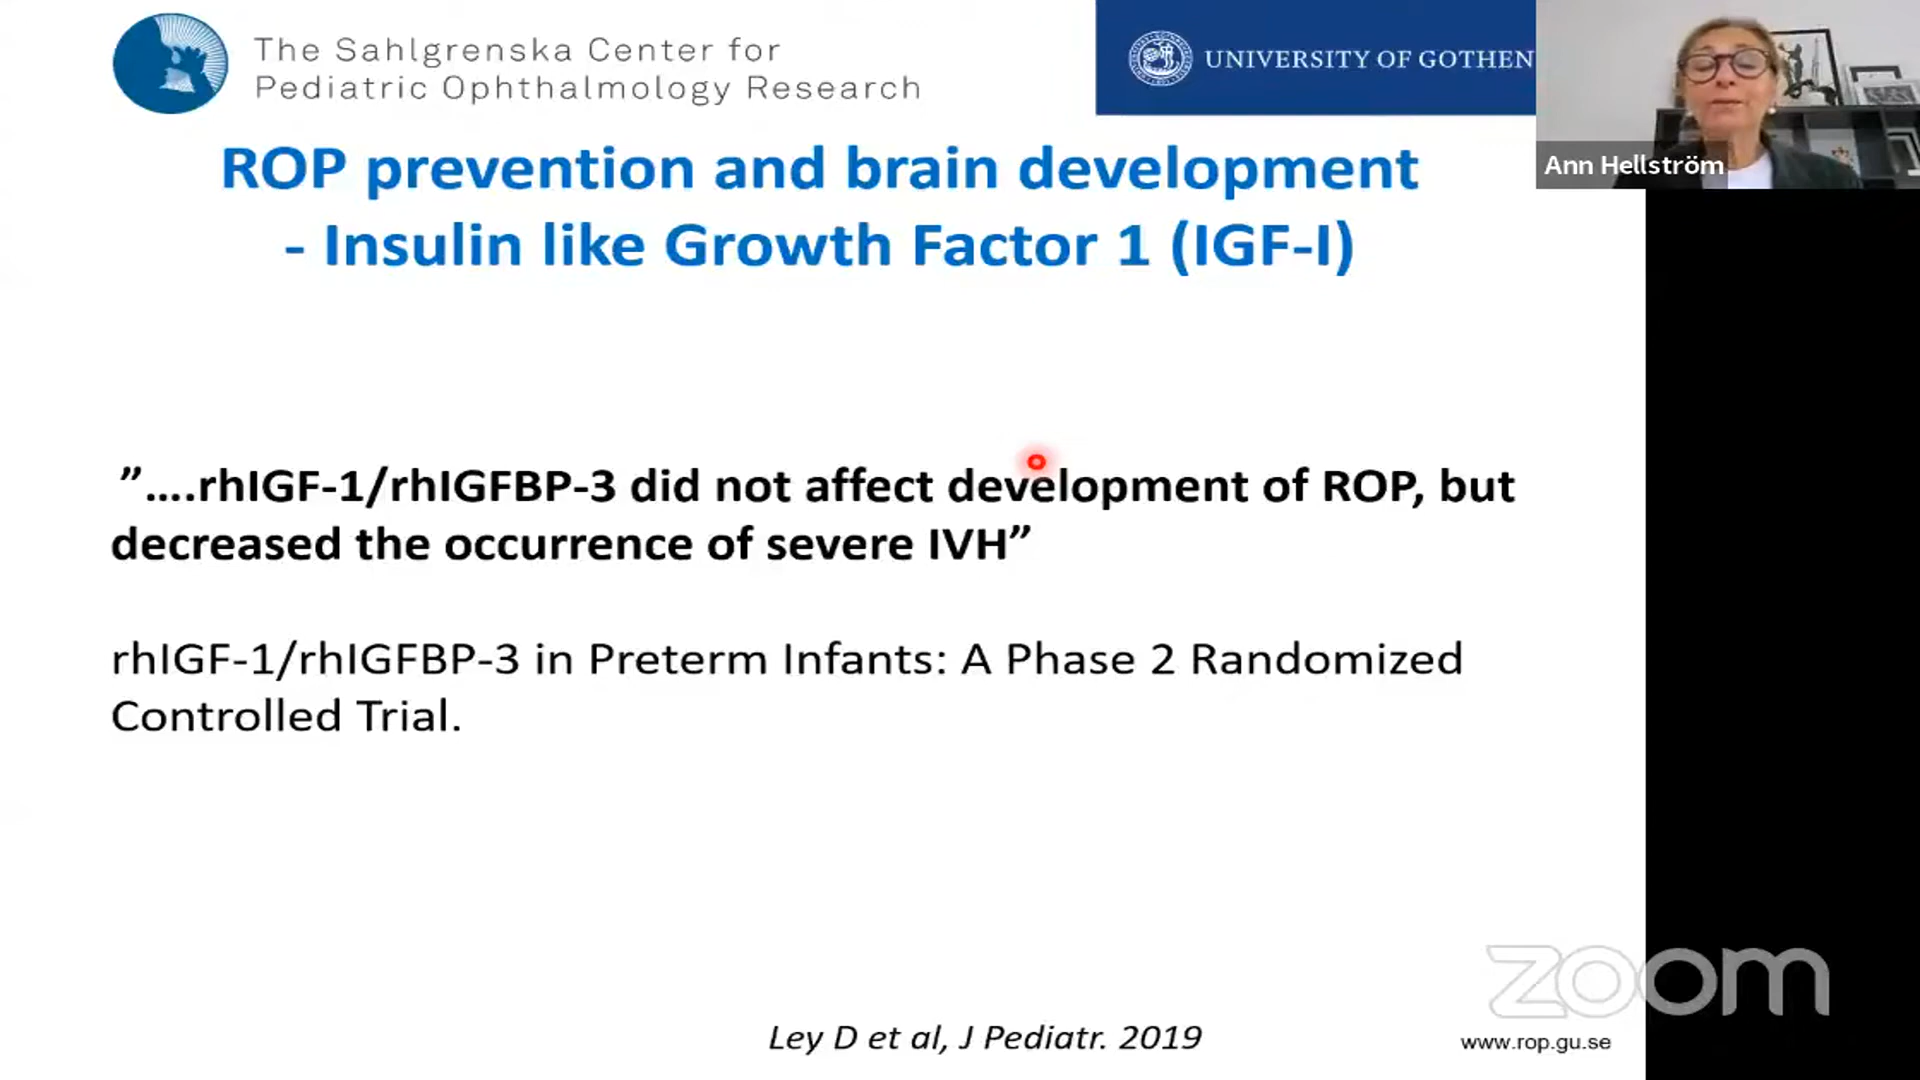 The Sahlgrenska Center for
Pediatric Ophthalmology Research
UNIVERSITY OF GOTHEN
Ann Hellström
ROP prevention and brain development
- Insulin like Growth Factor 1 (IGF-I)
”....rhIGF-1/rhIGFBP-3 did not affect development of ROP, but
decreased the occurrence of severe IVH”
rhIGF-1/rhIGFBP-3 in Preterm Infants: A Phase 2 Randomized
Controlled Trial.
zoom
Ley D et al, J Pediatr. 2019
www.rop.gu.se